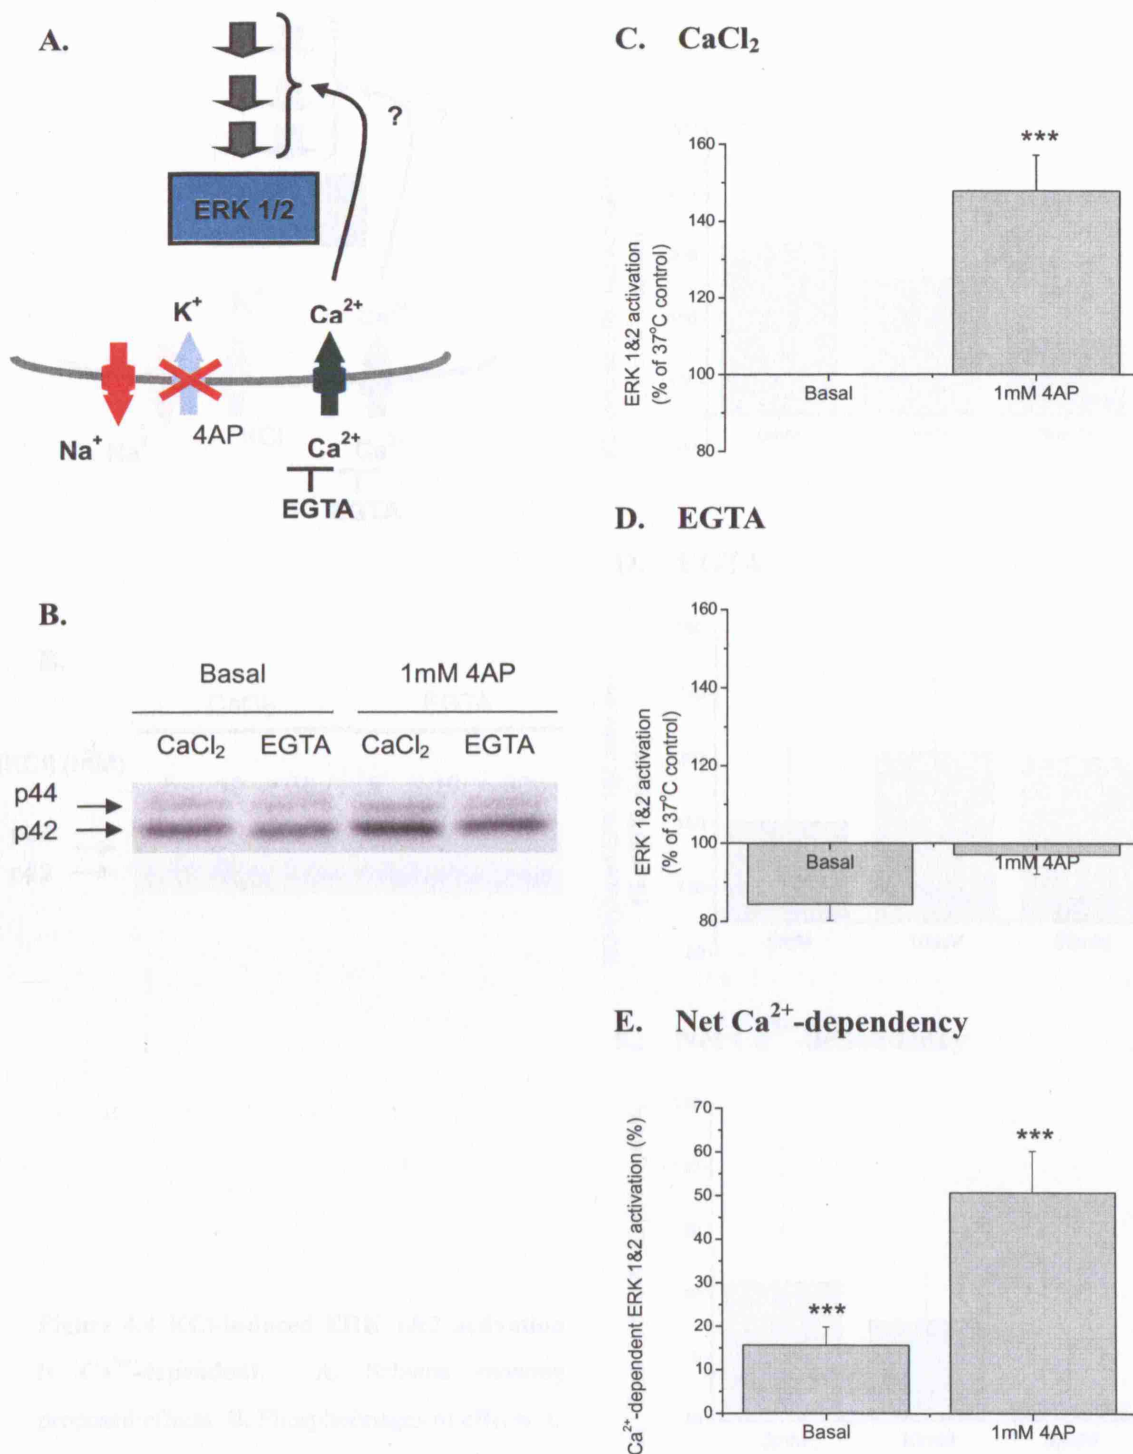 A.
?
ERK 1/2
K⁺
Ca²⁺
4AP
Na⁺
Ca²⁺
EGTA
B.
Basal 1mM 4AP
CaCl₂ EGTA CaCl₂ EGTA
p44
p42
C. CaCl₂
ERK 1&2 activation
(% of 37°C control)
160
140
120
100
80
***
Basal 1mM 4AP
D. EGTA
ERK 1&2 activation
(% of 37°C control)
160
140
120
100
80
Basal 1mM 4AP
E. Net Ca²⁺-dependency
Ca²⁺-dependent ERK 1&2 activation (%)
70
60
50
40
30
20
10
0
***
***
Basal 1mM 4AP